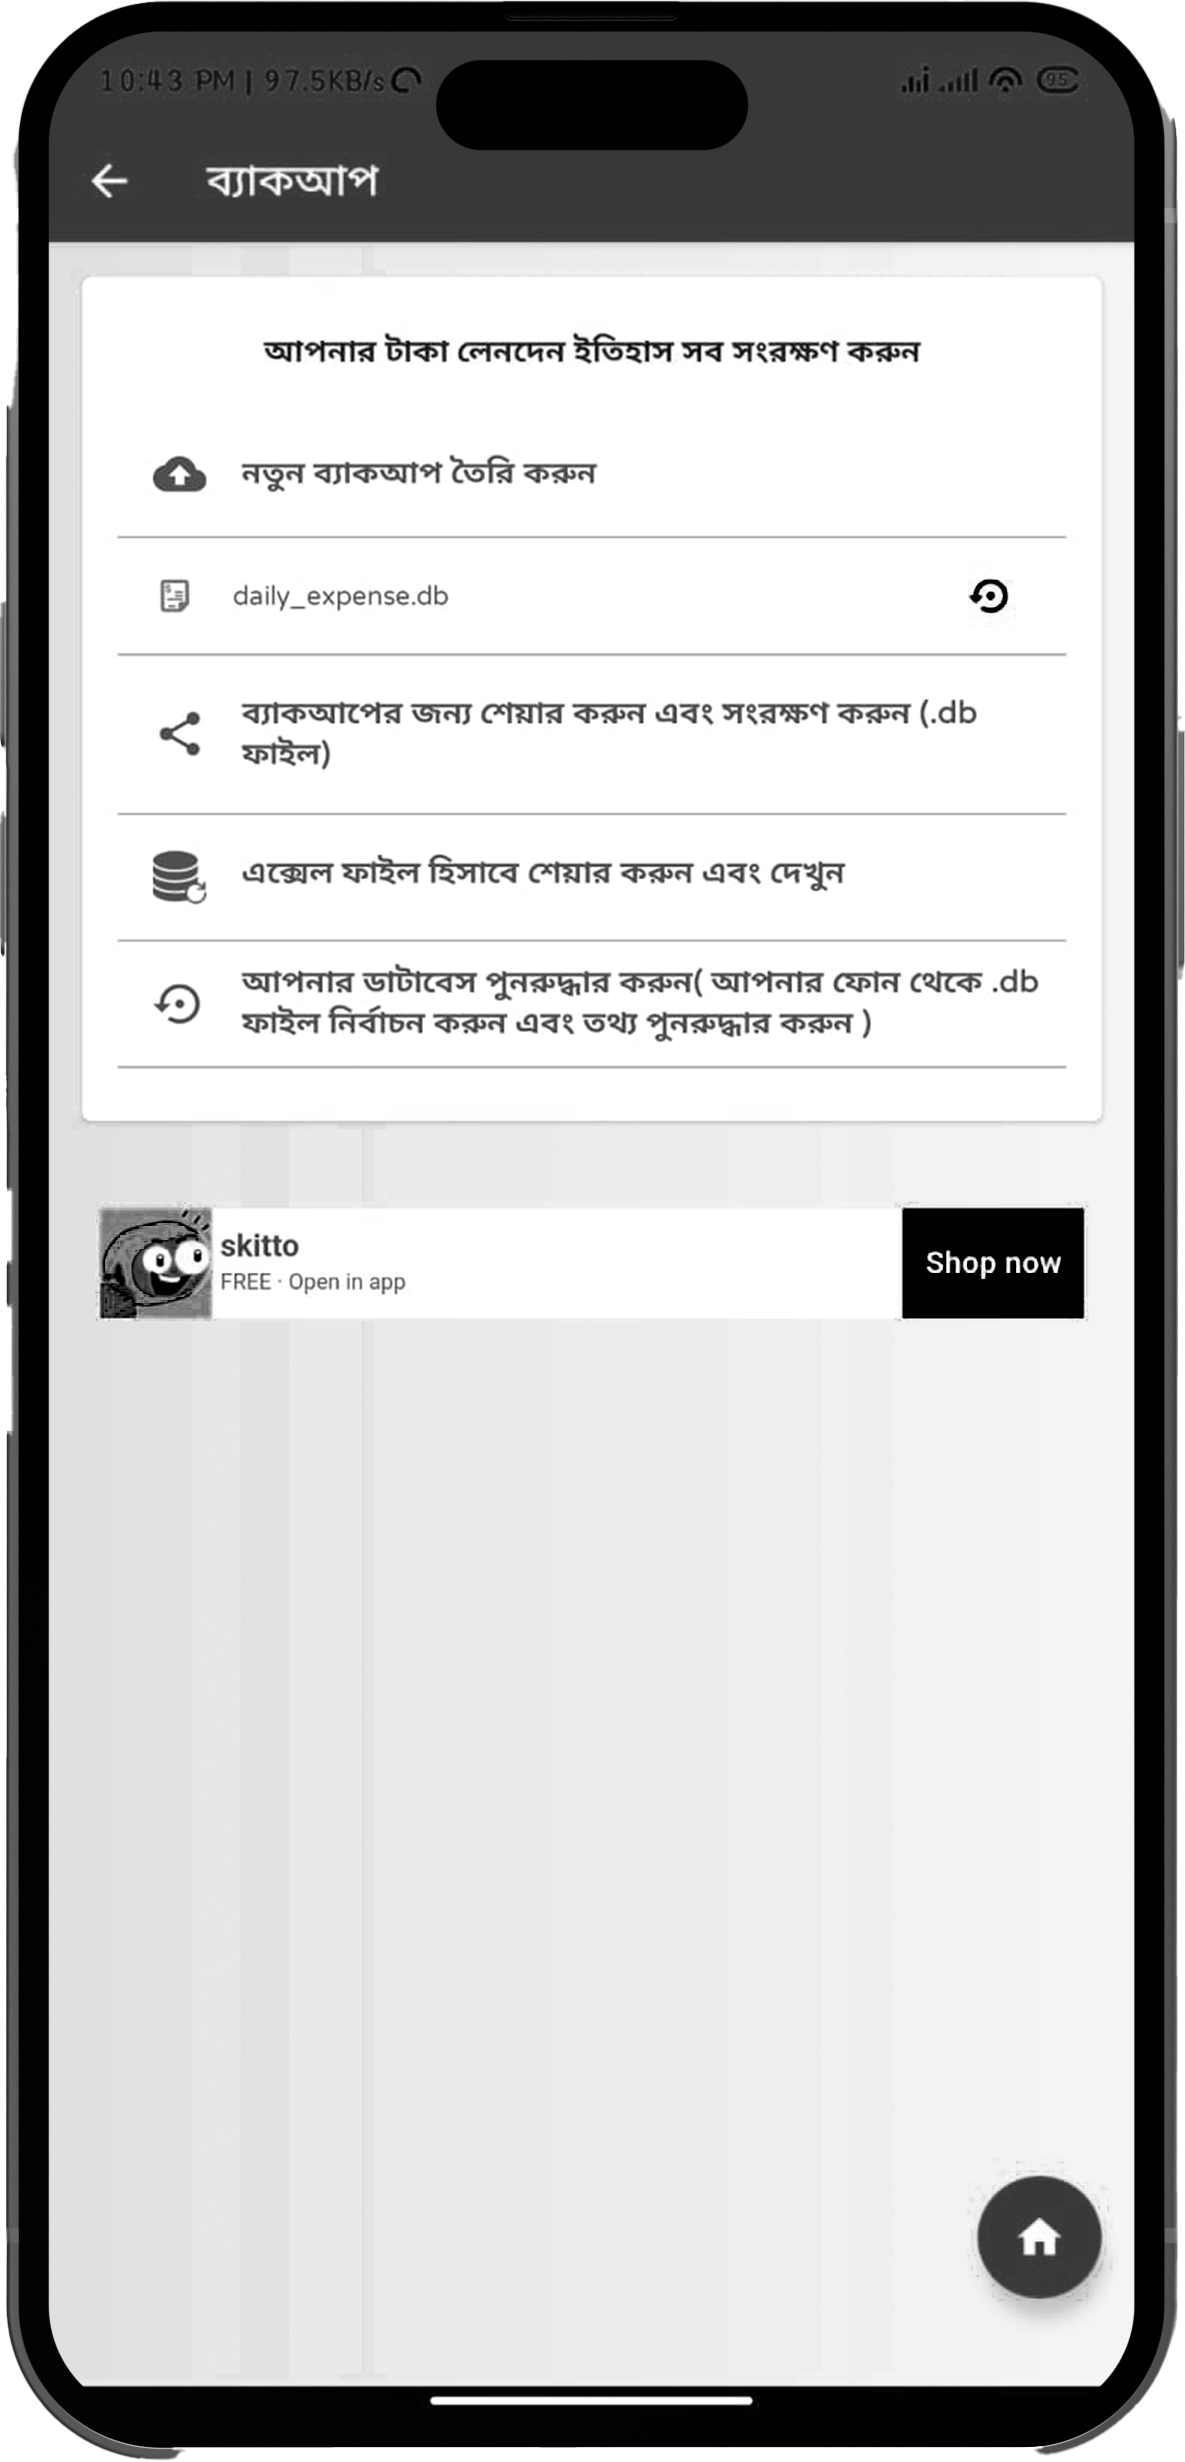 10:43 PM | 97.5KB/s
95
ব্যাকআপ
আপনার টাকা লেনদেন ইতিহাস সব সংরক্ষণ করুন
নতুন ব্যাকআপ তৈরি করুন
daily_expense.db
ব্যাকআপের জন্য শেয়ার করুন এবং সংরক্ষণ করুন (.db
ফাইল)
এক্সেল ফাইল হিসাবে শেয়ার করুন এবং দেখুন
আপনার ডাটাবেস পুনরুদ্ধার করুন( আপনার ফোন থেকে .db
ফাইল নির্বাচন করুন এবং তথ্য পুনরুদ্ধার করুন )
skitto
FREE · Open in app
Shop now